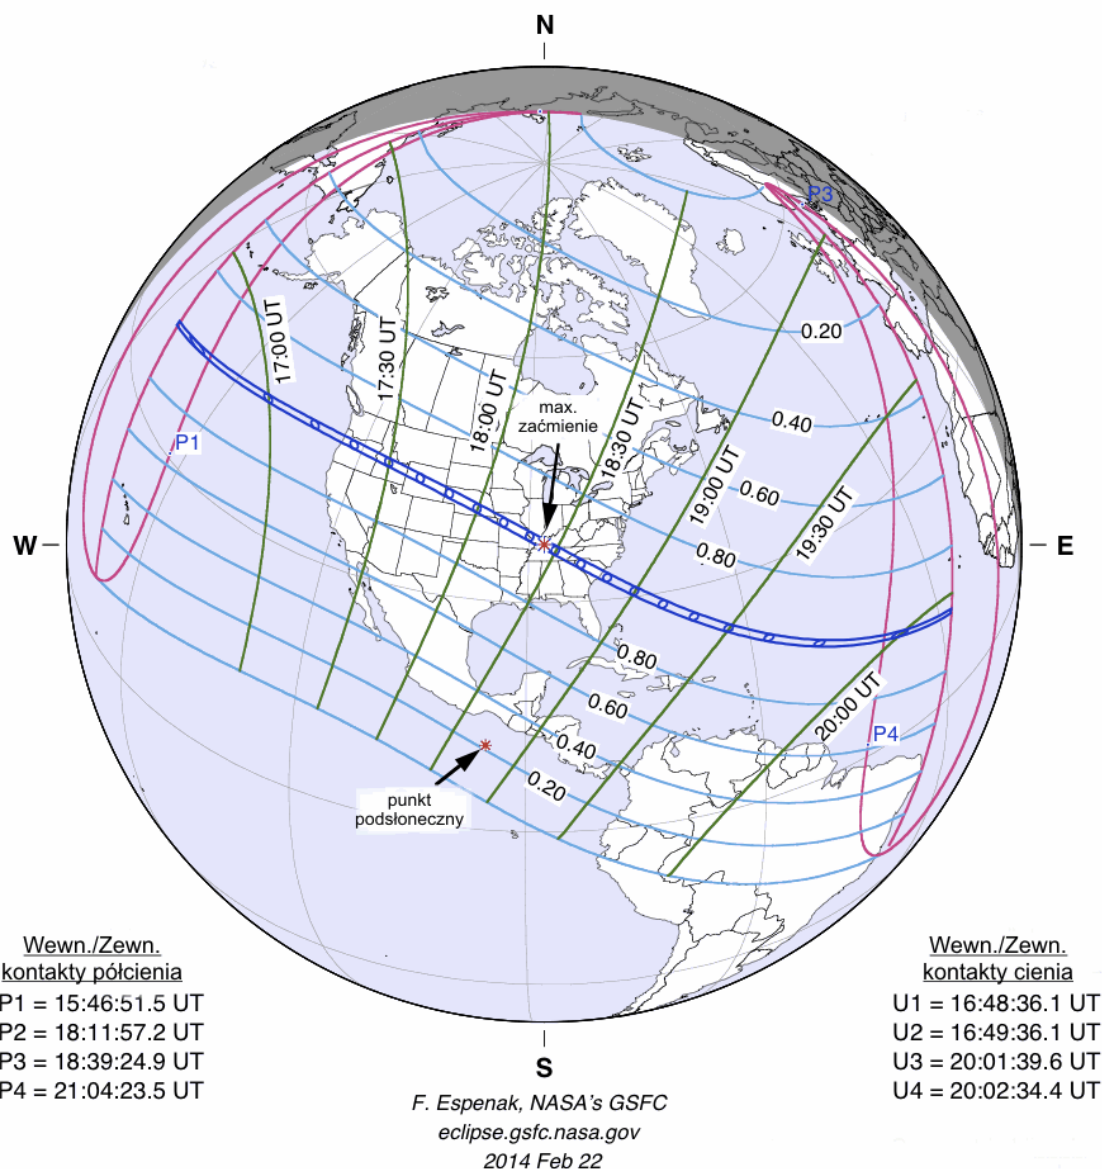 N
P3
17:00 UT
17:30 UT
18:00 UT
max.
zaćmienie
18:30 UT
0.20
0.40
P1
0.60
19:00 UT
19:30 UT
W
E
0.80
0.80
0.60
20:00 UT
P4
0.40
0.20
punkt
podsłoneczny
Wewn./Zewn.
kontakty półcienia
P1 = 15:46:51.5 UT
P2 = 18:11:57.2 UT
P3 = 18:39:24.9 UT
P4 = 21:04:23.5 UT
Wewn./Zewn.
kontakty cienia
U1 = 16:48:36.1 UT
U2 = 16:49:36.1 UT
U3 = 20:01:39.6 UT
U4 = 20:02:34.4 UT
S
F. Espenak, NASA's GSFC
eclipse.gsfc.nasa.gov
2014 Feb 22